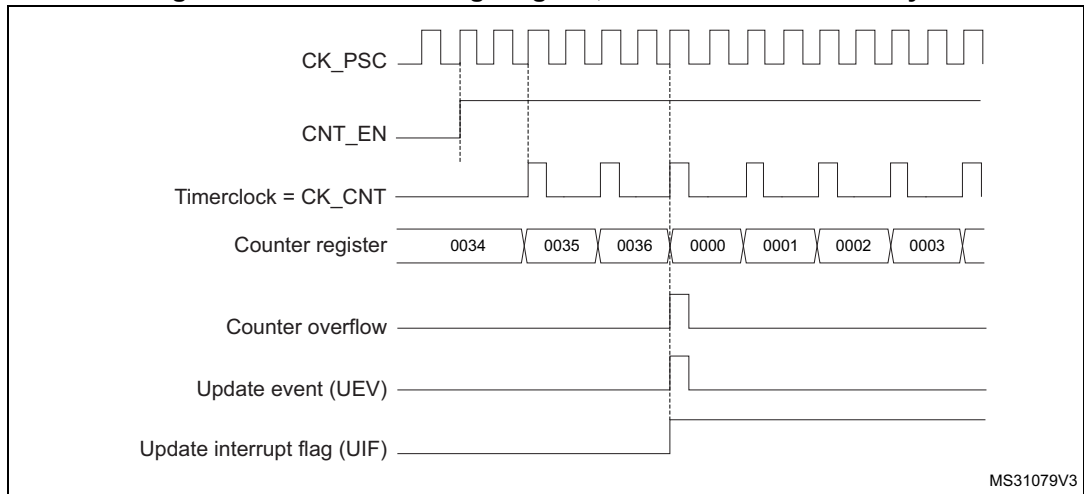 CK_PSC
CNT_EN
Timerclock = CK_CNT
Counter register 0034 0035 0036 0000 0001 0002 0003
Counter overflow
Update event (UEV)
Update interrupt flag (UIF)
MS31079V3